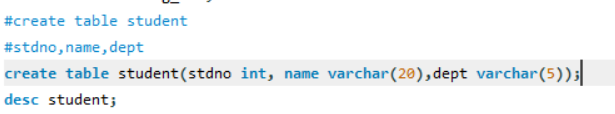 #create table student
#stdno,name,dept
create table student(stdno int, name varchar(20),dept varchar(5));
desc student;